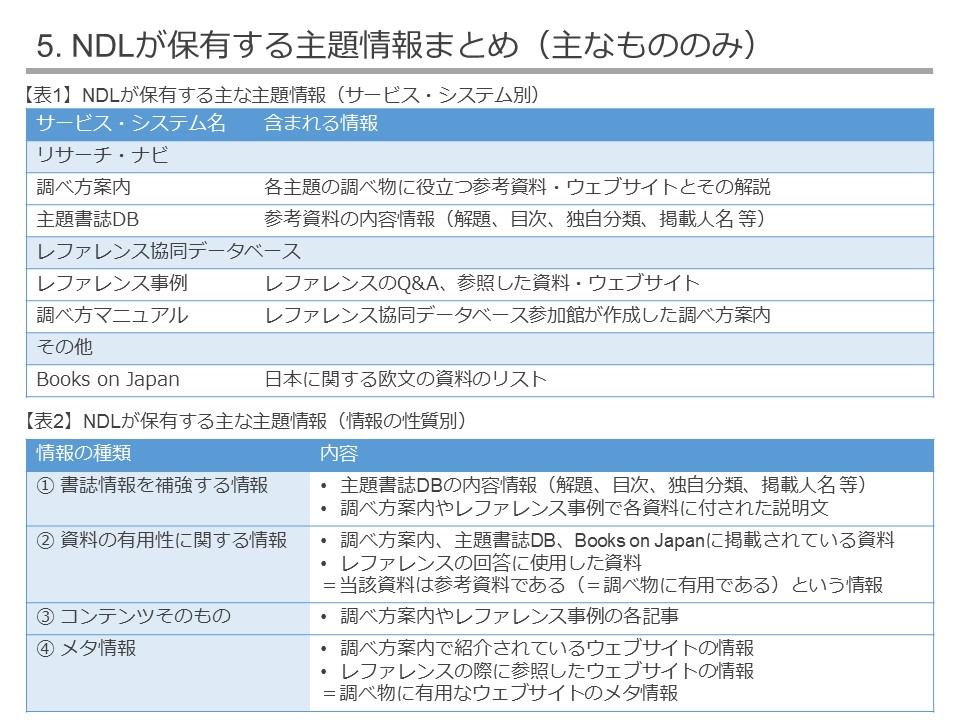 5. NDLが保有する主題情報まとめ（主なもののみ）
【表1】NDLが保有する主な主題情報（サービス・システム別）
サービス・システム名 含まれる情報
リサーチ・ナビ
調べ方案内 各主題の調べ物に役立つ参考資料・ウェブサイトとその解説
主題書誌DB 参考資料の内容情報（解題、目次、独自分類、掲載人名 等）
レファレンス協同データベース
レファレンス事例 レファレンスのQ&A、参照した資料・ウェブサイト
調べ方マニュアル レファレンス協同データベース参加館が作成した調べ方案内
その他
Books on Japan 日本に関する欧文の資料のリスト
【表2】NDLが保有する主な主題情報（情報の性質別）
情報の種類 内容
① 書誌情報を補強する情報 • 主題書誌DBの内容情報（解題、目次、独自分類、掲載人名 等）
• 調べ方案内やレファレンス事例で各資料に付された説明文
② 資料の有用性に関する情報 • 調べ方案内、主題書誌DB、Books on Japanに掲載されている資料
• レファレンスの回答に使用した資料
＝当該資料は参考資料である（＝調べ物に有用である）という情報
③ コンテンツそのもの • 調べ方案内やレファレンス事例の各記事
④ メタ情報 • 調べ方案内で紹介されているウェブサイトの情報
• レファレンスの際に参照したウェブサイトの情報
＝調べ物に有用なウェブサイトのメタ情報